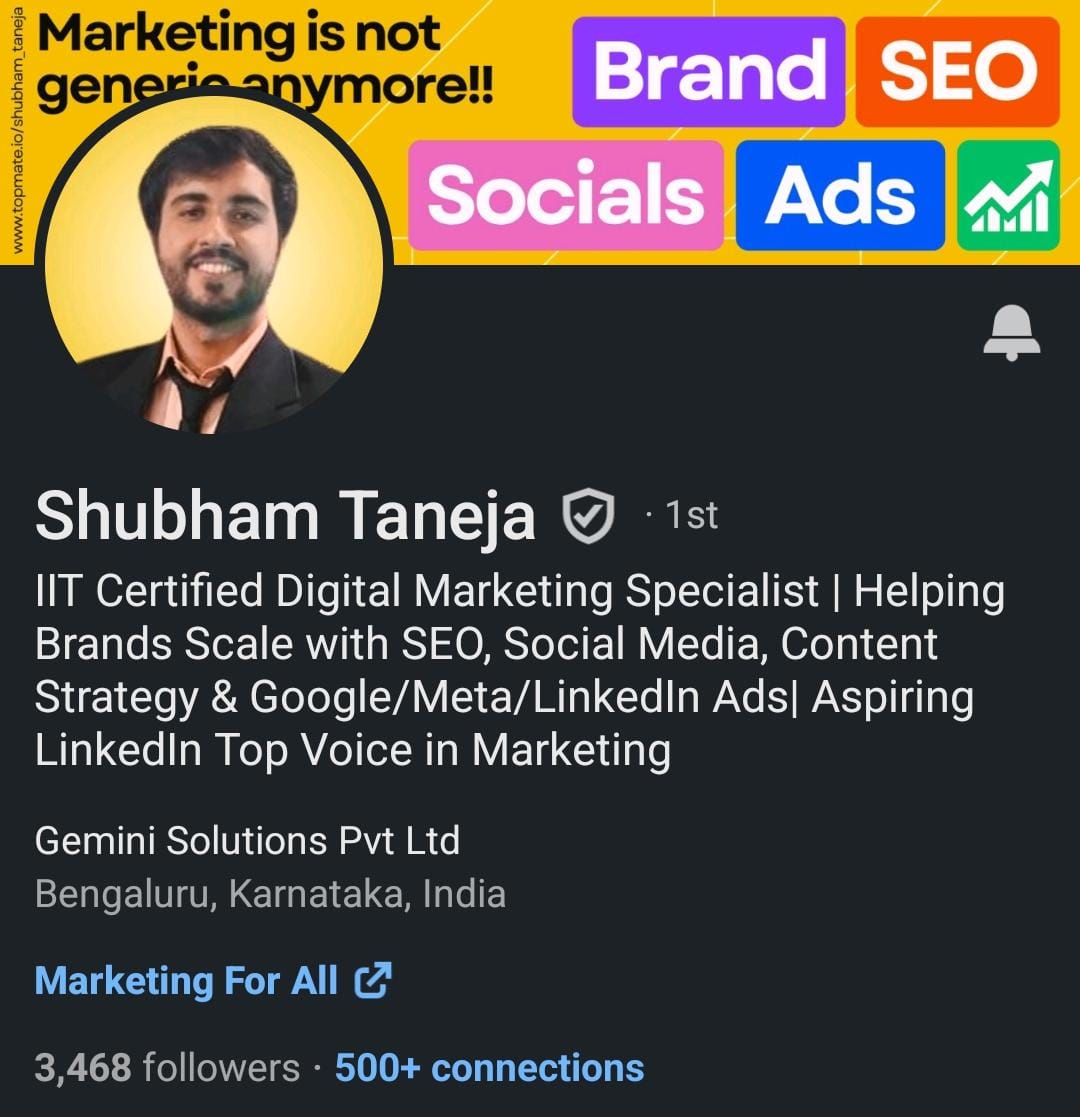 www.topmate.io/shubham_taneja
Marketing is not
generic anymore!!
Brand
SEO
Socials
Ads
Shubham Taneja · 1st
IIT Certified Digital Marketing Specialist | Helping
Brands Scale with SEO, Social Media, Content
Strategy & Google/Meta/LinkedIn Ads| Aspiring
LinkedIn Top Voice in Marketing
Gemini Solutions Pvt Ltd
Bengaluru, Karnataka, India
Marketing For All
3,468 followers · 500+ connections